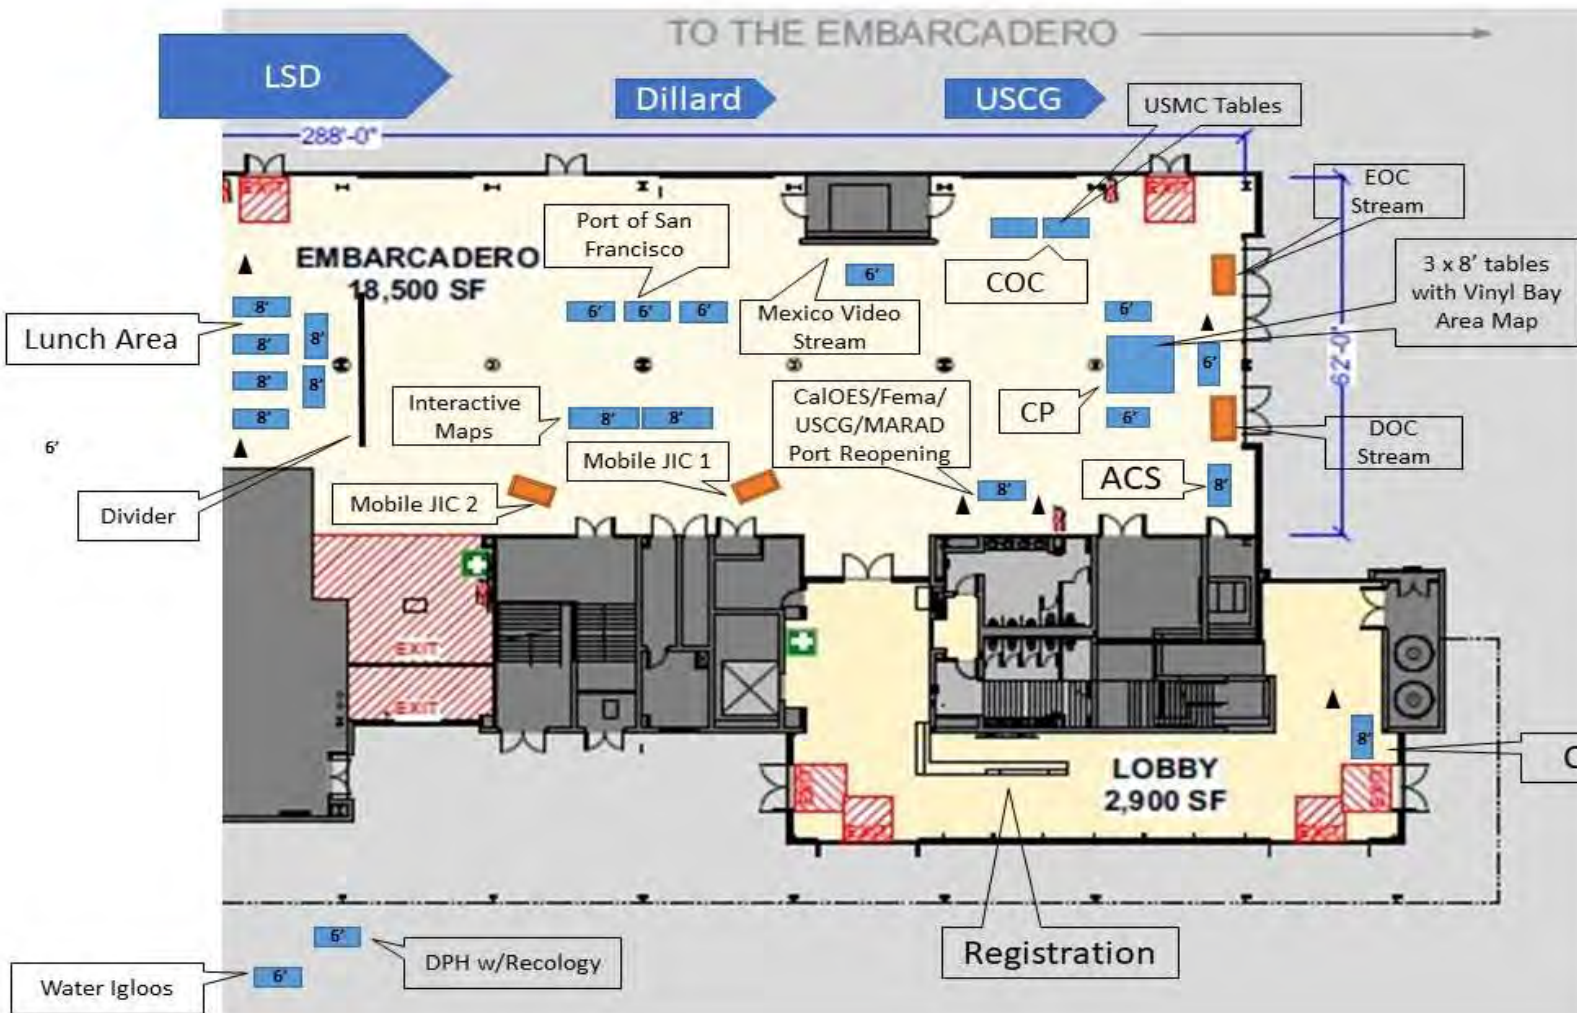 TO THE EMBARCADERO
LSD
Dillard
USCG
USMC Tables
288'-0"
EOC
Stream
EXIT
EXIT
Port of San
Francisco
EMBARCADERO
18,500 SF
COC
6'
3 x 8' tables
with Vinyl Bay
Area Map
Mexico Video
Stream
6'
6'
6'
6'
8'
8'
8'
8'
8'
8'
Lunch Area
6'
62'-0"
Interactive
Maps
8'
8'
CalOES/Fema/
USCG/MARAD
Port Reopening
CP
6'
DOC
Stream
6'
Mobile JIC 1
Mobile JIC 2
8'
ACS
8'
Divider
EXIT
EXIT
8'
LOBBY
2,900 SF
C
EXIT
EXIT
EXIT
EXIT
Registration
6'
DPH w/Recology
6'
Water Igloos